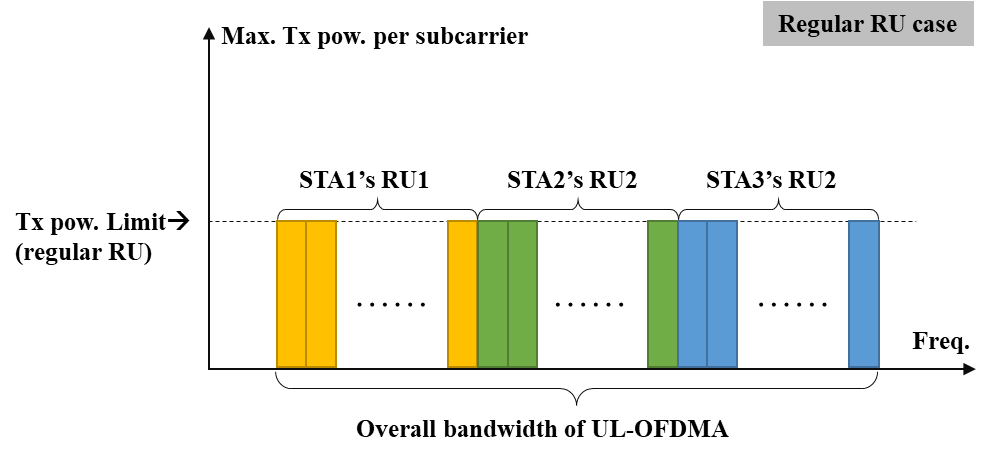 Regular RU case
Max. Tx pow. per subcarrier
STA1’s RU1
STA2’s RU2
STA3’s RU2
Tx pow. Limit→
(regular RU)
......
......
......
Freq.
Overall bandwidth of UL-OFDMA